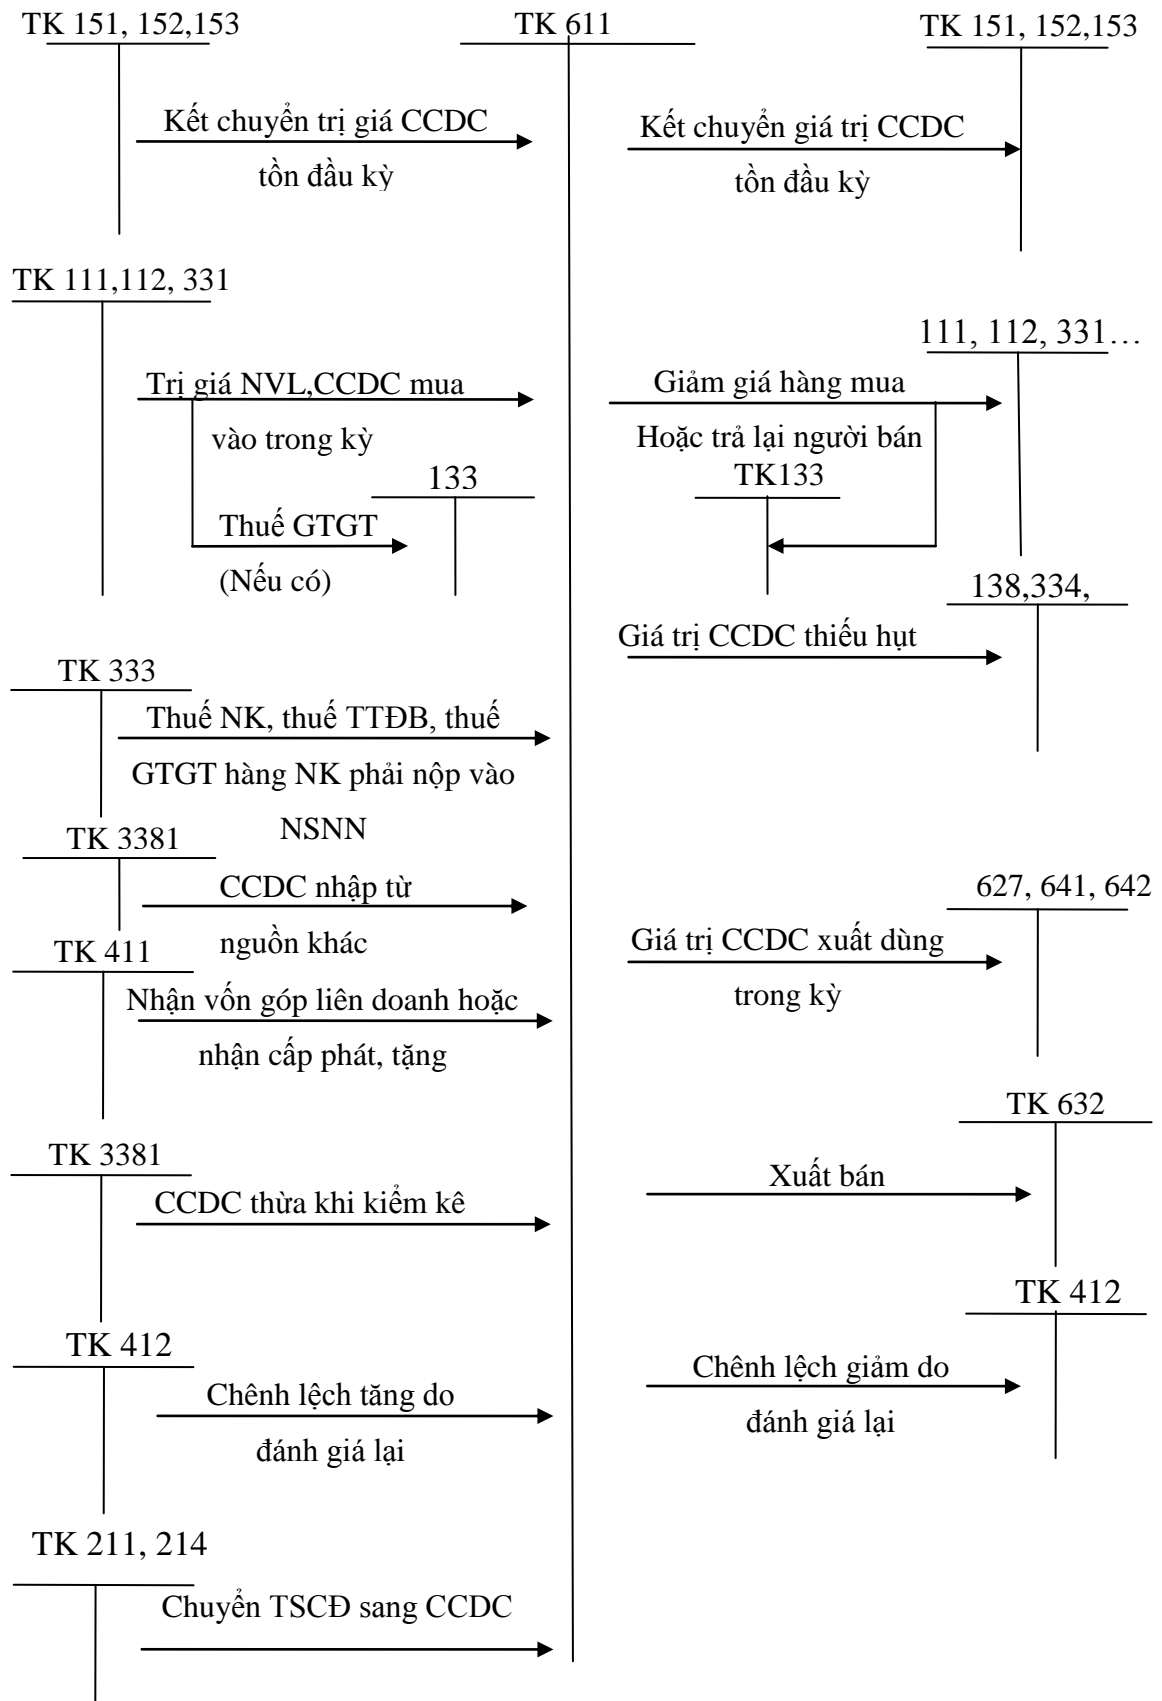 TK 151, 152,153
TK 611
TK 151, 152,153
Kết chuyển trị giá CCDC
tồn đầu kỳ
Kết chuyển giá trị CCDC
tồn đầu kỳ
TK 111,112, 331
111, 112, 331…
Trị giá NVL,CCDC mua
vào trong kỳ
133
Thuế GTGT
(Nếu có)
Giảm giá hàng mua
Hoặc trả lại người bán
TK133
138,334,
Giá trị CCDC thiếu hụt
TK 333
Thuế NK, thuế TTĐB, thuế
GTGT hàng NK phải nộp vào
NSNN
TK 3381
CCDC nhập từ
nguồn khác
627, 641, 642
Giá trị CCDC xuất dùng
trong kỳ
TK 411
Nhận vốn góp liên doanh hoặc
nhận cấp phát, tặng
TK 632
Xuất bán
TK 3381
CCDC thừa khi kiểm kê
TK 412
Chênh lệch giảm do
đánh giá lại
TK 412
Chênh lệch tăng do
đánh giá lại
TK 211, 214
Chuyển TSCĐ sang CCDC